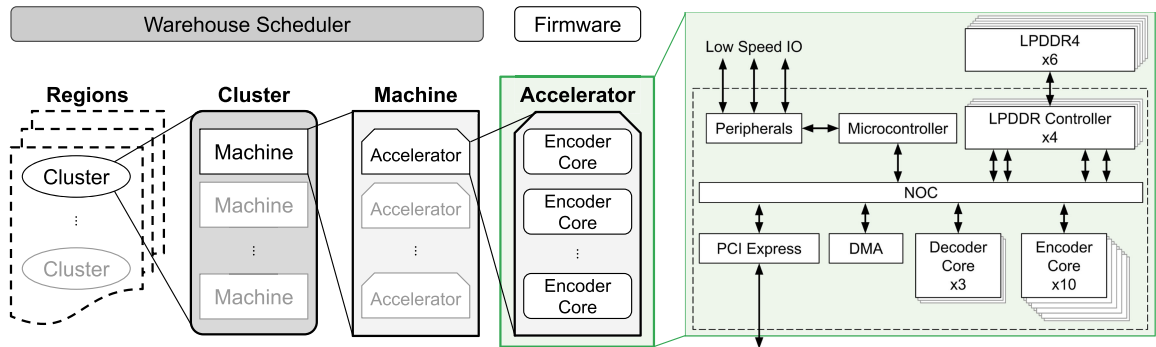 Warehouse Scheduler
Firmware
Regions
Cluster
Machine
Accelerator
Cluster
⋮
Cluster
Machine
Machine
⋮
Machine
Accelerator
Accelerator
⋮
Accelerator
Encoder
Core
Encoder
Core
⋮
Encoder
Core
Low Speed IO
LPDDR4
x6
Peripherals
Microcontroller
LPDDR Controller
x4
NOC
PCI Express
DMA
Decoder
Core
x3
Encoder
Core
x10